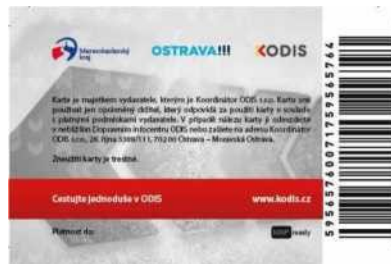 Moravskoslezský
kraj
OSTRAVA!!!
KODIS
Karta je majetkem vydavatele, kterým je Koordinátor ODIS s.r.o. Kartu smí
používat jen oprávněný držitel, který odpovídá za použití karty v souladu
s platnými podmínkami vydavatele. V případě nálezu karty ji odevzdejte
v nejbližším Dopravním infocentru ODIS nebo zašlete na adresu Koordinátor
ODIS s.r.o., 28. října 3388/111, 702 00 Ostrava – Moravská Ostrava.
Zneužití karty je trestné.
Cestujte jednoduše v ODIS
www.kodis.cz
Platnost do:
ready